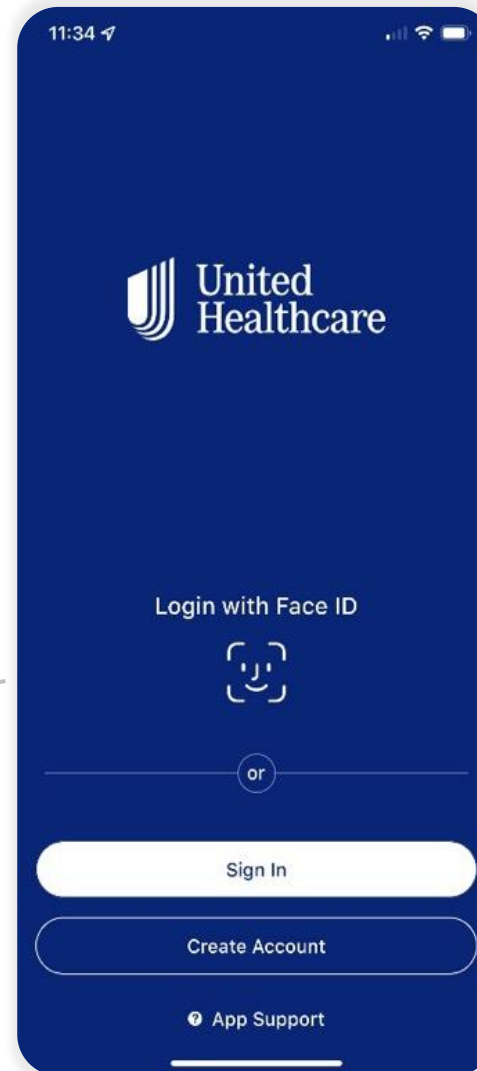 11:34
United
Healthcare
Login with Face ID
or
Sign In
Create Account
App Support